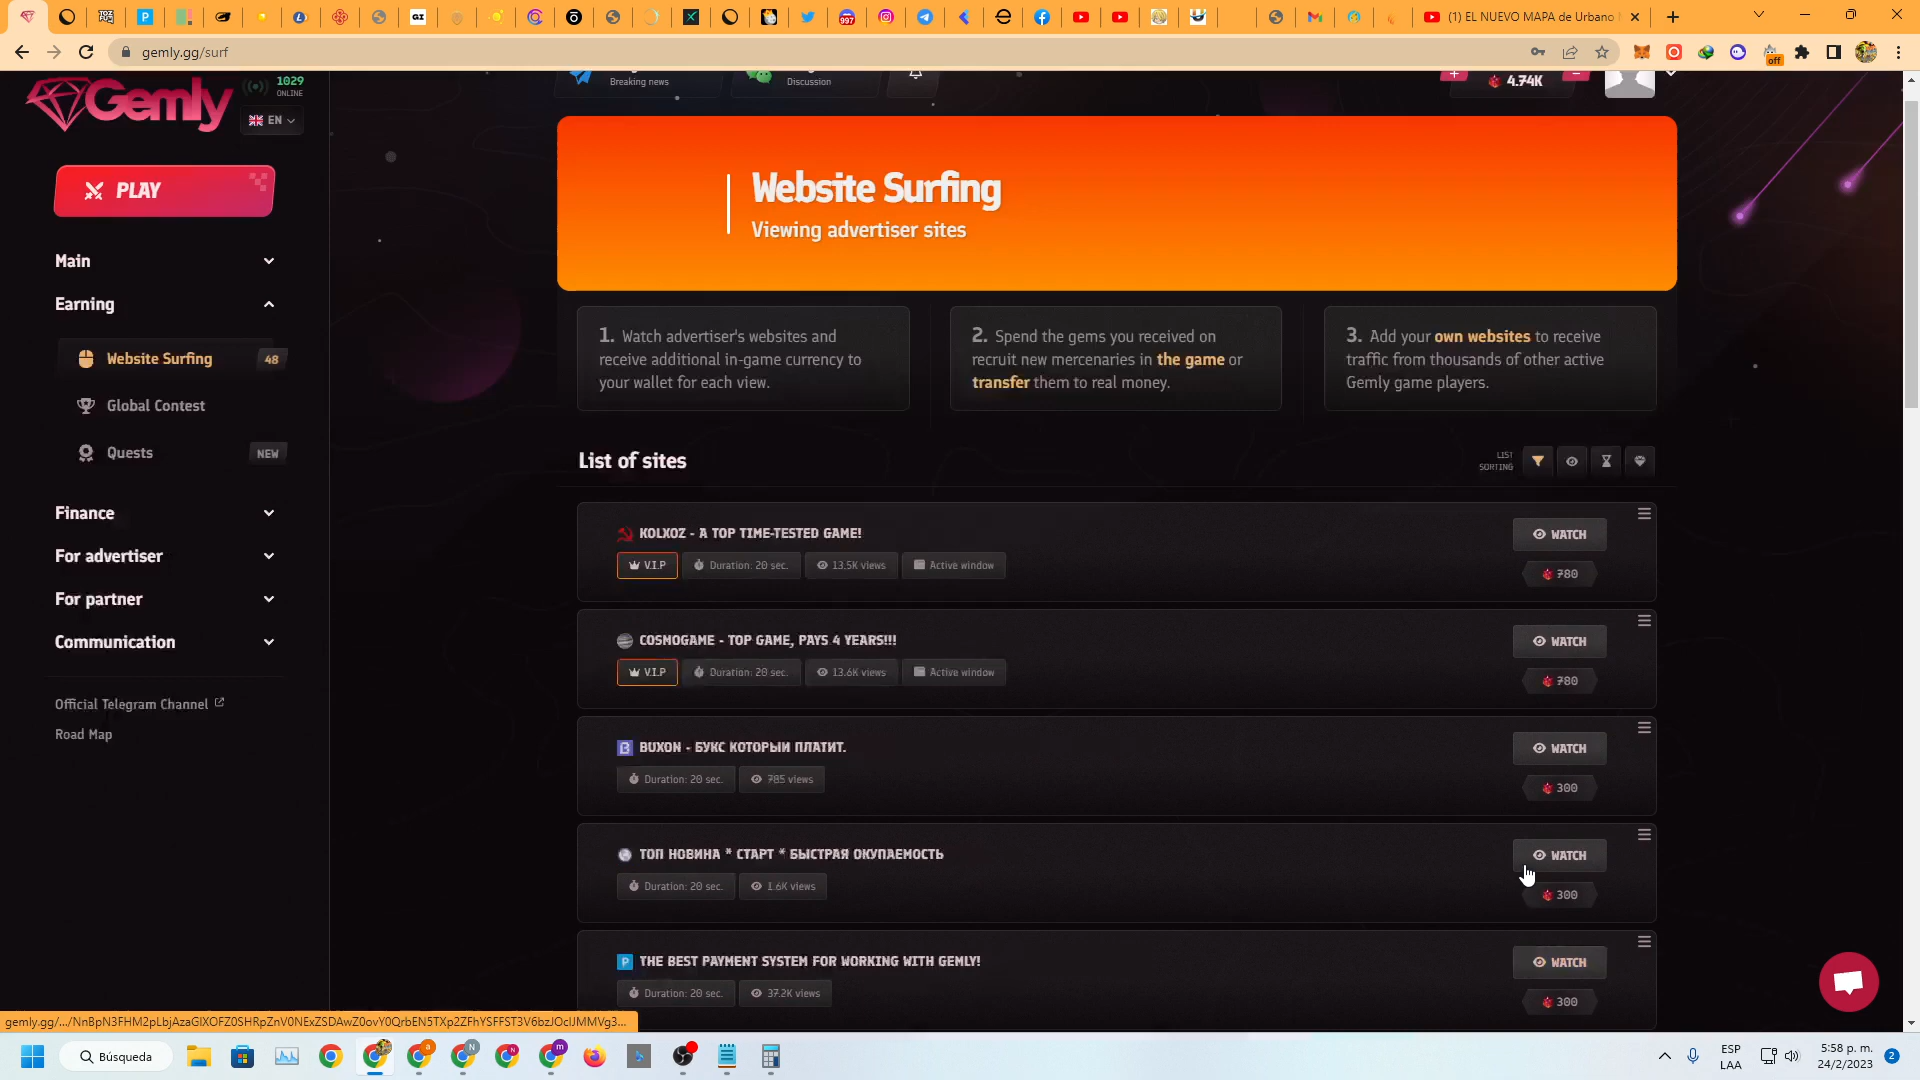 (1) EL NUEVO MAPA de Urbano
gemly.gg/surf
off
Gemly
1029
ONLINE
EN
Breaking news
Discussion
4.74K
PLAY
Website Surfing
Viewing advertiser sites
Main
Earning
Website Surfing
48
Global Contest
Quests
NEW
Finance
For advertiser
For partner
Communication
Official Telegram Channel
Road Map
1. Watch advertiser's websites and
receive additional in-game currency to
your wallet for each view.
2. Spend the gems you received on
recruit new mercenaries in the game or
transfer them to real money.
3. Add your own websites to receive
traffic from thousands of other active
Gemly game players.
List of sites
LIST
SORTING
KOLXOZ - A TOP TIME-TESTED GAME!
V.I.P
Duration: 20 sec.
13.5K views
Active window
WATCH
780
COSMOGAME - TOP GAME, PAYS 4 YEARS!!!
V.I.P
Duration: 20 sec.
13.6K views
Active window
WATCH
780
BUXON - БУКС КОТОРЫЙ ПЛАТИТ.
Duration: 20 sec.
785 views
WATCH
300
ТОП НОВИНА * СТАРТ * БЫСТРАЯ ОКУПАЕМОСТЬ
Duration: 20 sec.
1.6K views
WATCH
300
THE BEST PAYMENT SYSTEM FOR WORKING WITH GEMLY!
Duration: 20 sec.
37.2K views
WATCH
300
Búsqueda
ESP
LAA
5:58 p. m.
24/2/2023
2